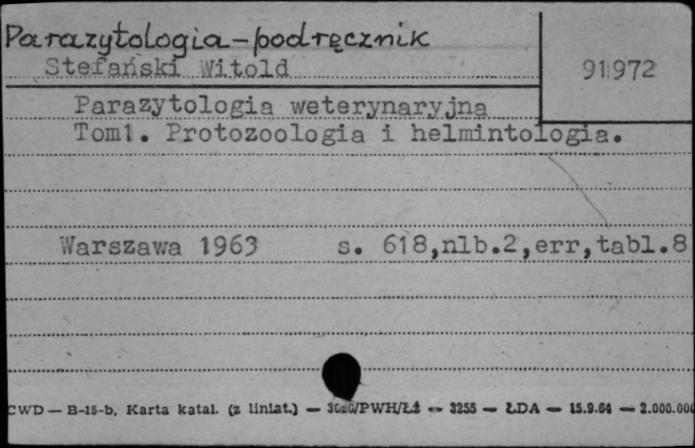 Parazytologia - podręcznik
Stefański Witold
91972
Parazytologia weterynaryjna
Tom1. Protozoologia i helmintologia.
Warszawa 1963 s. 618,nlb.2,err,tabl.8
CWD — B-15-b, Karta katal. (z liniat.) — /PWH/Łź — 3255 — ŁDA — 15.9.64 — 2.000.000